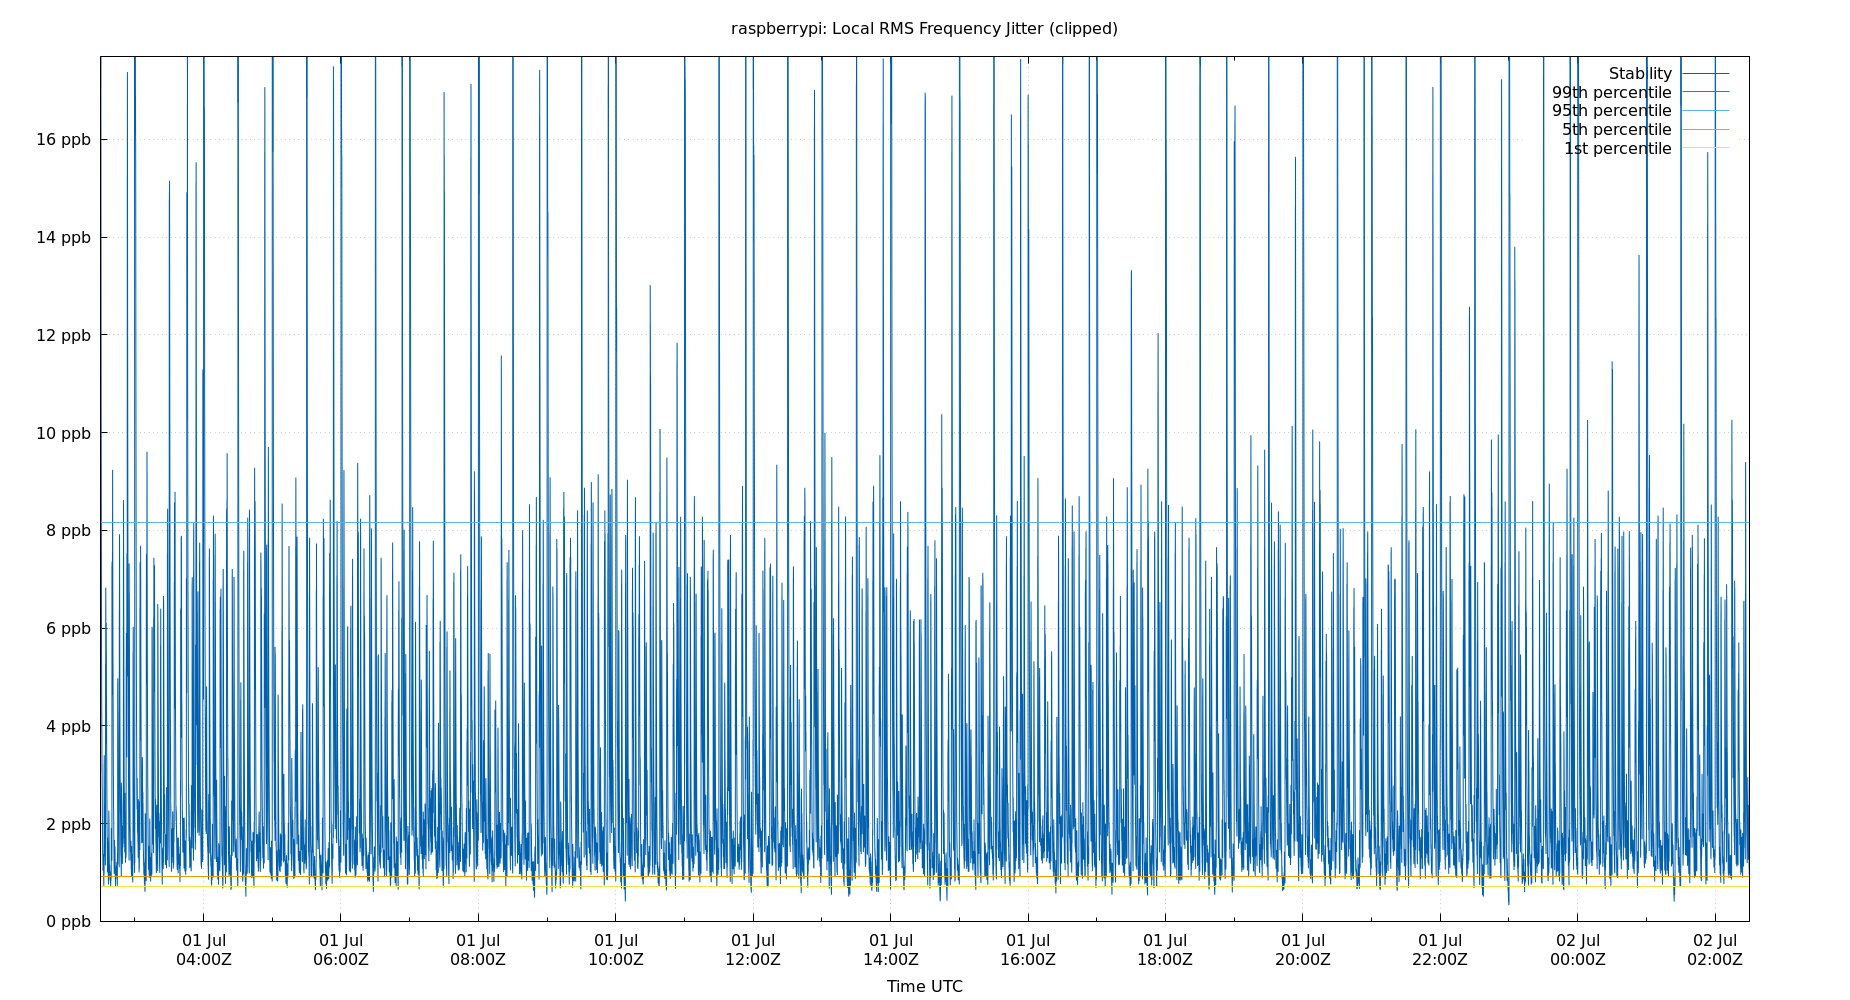 raspberrypi: Local RMS Frequency Jitter (clipped)
Stability
99th percentile
95th percentile
5th percentile
1st percentile
16 ppb
14 ppb
12 ppb
10 ppb
8 ppb
6 ppb
4 ppb
2 ppb
0 ppb
01 Jul 01 Jul 01 Jul 01 Jul 01 Jul 01 Jul 01 Jul 01 Jul 01 Jul 01 Jul 02 Jul 02 Jul
04:00Z 06:00Z 08:00Z 10:00Z 12:00Z 14:00Z 16:00Z 18:00Z 20:00Z 22:00Z 00:00Z 02:00Z
Time UTC